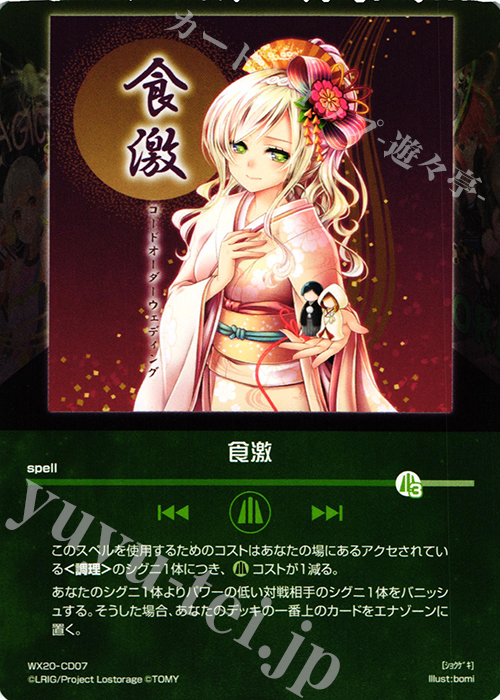 食激
コードオーダーウェディング
食激
spell
3
このスペルを使用するためのコストはあなたの場にあるアクセされてい
る<調理>のシグニ1体につき、コストが1減る。
あなたのシグニ1体よりパワーの低い対戦相手のシグニ1体をバニッシ
ュする。そうした場合、あなたのデッキの一番上のカードをエナゾーンに
置く。
WX20-CD07
[ショクゲキ]
©LRIG/Project Lostorage ©TOMY
Illust:bomi
-遊々亭-
yuyu-tei.jp